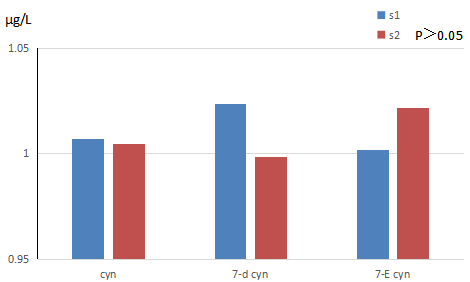 μg/L
s1
s2 P＞0.05
1.05
1
0.95
cyn 7-d cyn 7-E cyn